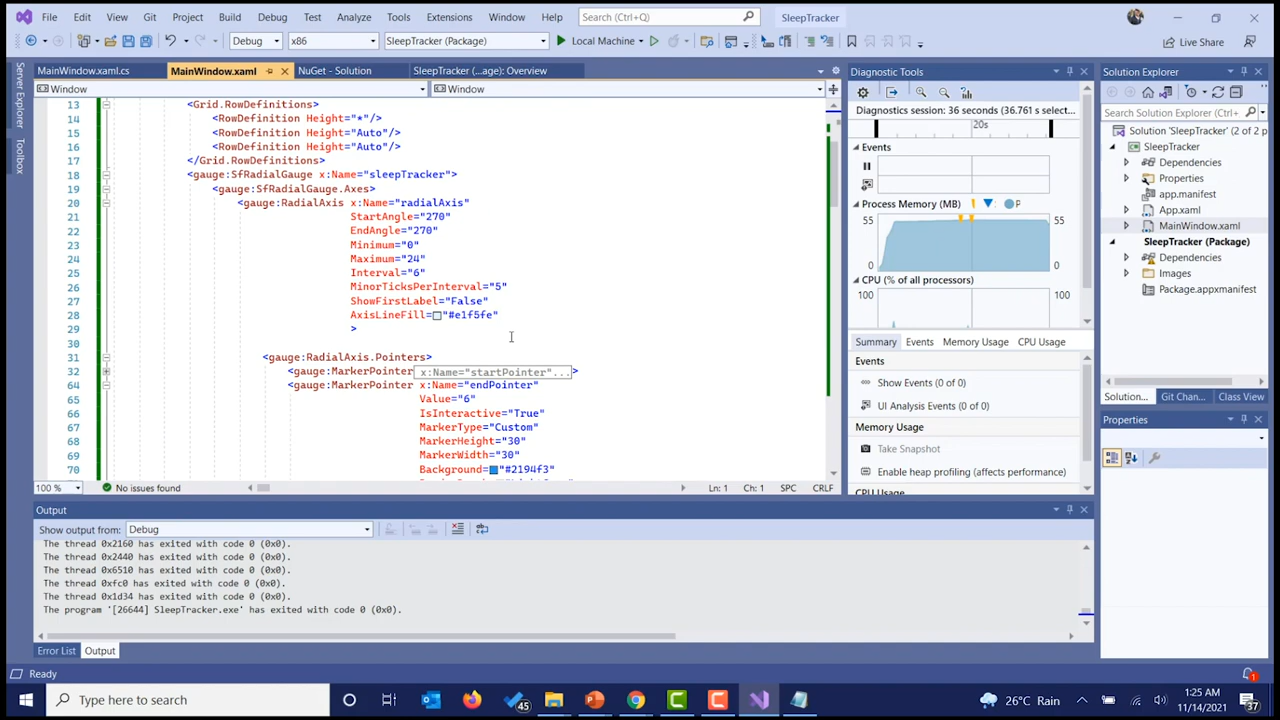 File Edit View Git Project Build Debug Test Analyze Tools Extensions Window Help Search (Ctrl+Q) SleepTracker
Debug x86 SleepTracker (Package) Local Machine Live Share
MainWindow.xaml.cs MainWindow.xaml NuGet - Solution SleepTracker (...age): Overview
Window Window
Server Explorer
Toolbox
13 <Grid.RowDefinitions>
14 <RowDefinition Height="*"/>
15 <RowDefinition Height="Auto"/>
16 <RowDefinition Height="Auto"/>
17 </Grid.RowDefinitions>
18 <gauge:SfRadialGauge x:Name="sleepTracker">
19 <gauge:SfRadialGauge.Axes>
20 <gauge:RadialAxis x:Name="radialAxis"
21 StartAngle="270"
22 EndAngle="270"
23 Minimum="0"
24 Maximum="24"
25 Interval="6"
26 MinorTicksPerInterval="5"
27 ShowFirstLabel="False"
28 AxisLineFill="#e1f5fe"
29 >
30
31 <gauge:RadialAxis.Pointers>
32 <gauge:MarkerPointer x:Name="startPointer"... >
64 <gauge:MarkerPointer x:Name="endPointer"
65 Value="6"
66 IsInteractive="True"
67 MarkerType="Custom"
68 MarkerHeight="30"
69 MarkerWidth="30"
70 Background="#2194f3"
100 % No issues found Ln: 1 Ch: 1 SPC CRLF
Diagnostic Tools
Diagnostics session: 36 seconds (36.761 s select...
20s
Events
Process Memory (MB) P
55 55
0 0
CPU (% of all processors)
100 100
Summary Events Memory Usage CPU Usage
Events
Show Events (0 of 0)
UI Analysis Events (0 of 0)
Memory Usage
Take Snapshot
Enable heap profiling (affects performance)
CPU Usage
Solution Explorer
Search Solution Explorer (Ctrl+;)
Solution 'SleepTracker' (2 of 2 p
SleepTracker
Dependencies
Properties
app.manifest
App.xaml
MainWindow.xaml
SleepTracker (Package)
Dependencies
Images
Package.appxmanifest
Solution... Git Chan... Class View
Properties
Output
Show output from: Debug
The thread 0x2160 has exited with code 0 (0x0).
The thread 0x2440 has exited with code 0 (0x0).
The thread 0x6510 has exited with code 0 (0x0).
The thread 0xfc0 has exited with code 0 (0x0).
The thread 0x1d34 has exited with code 0 (0x0).
The program '[26644] SleepTracker.exe' has exited with code 0 (0x0).
Error List Output
Ready 1
Type here to search 45 26°C Rain 1:25 AM
11/14/2021 37